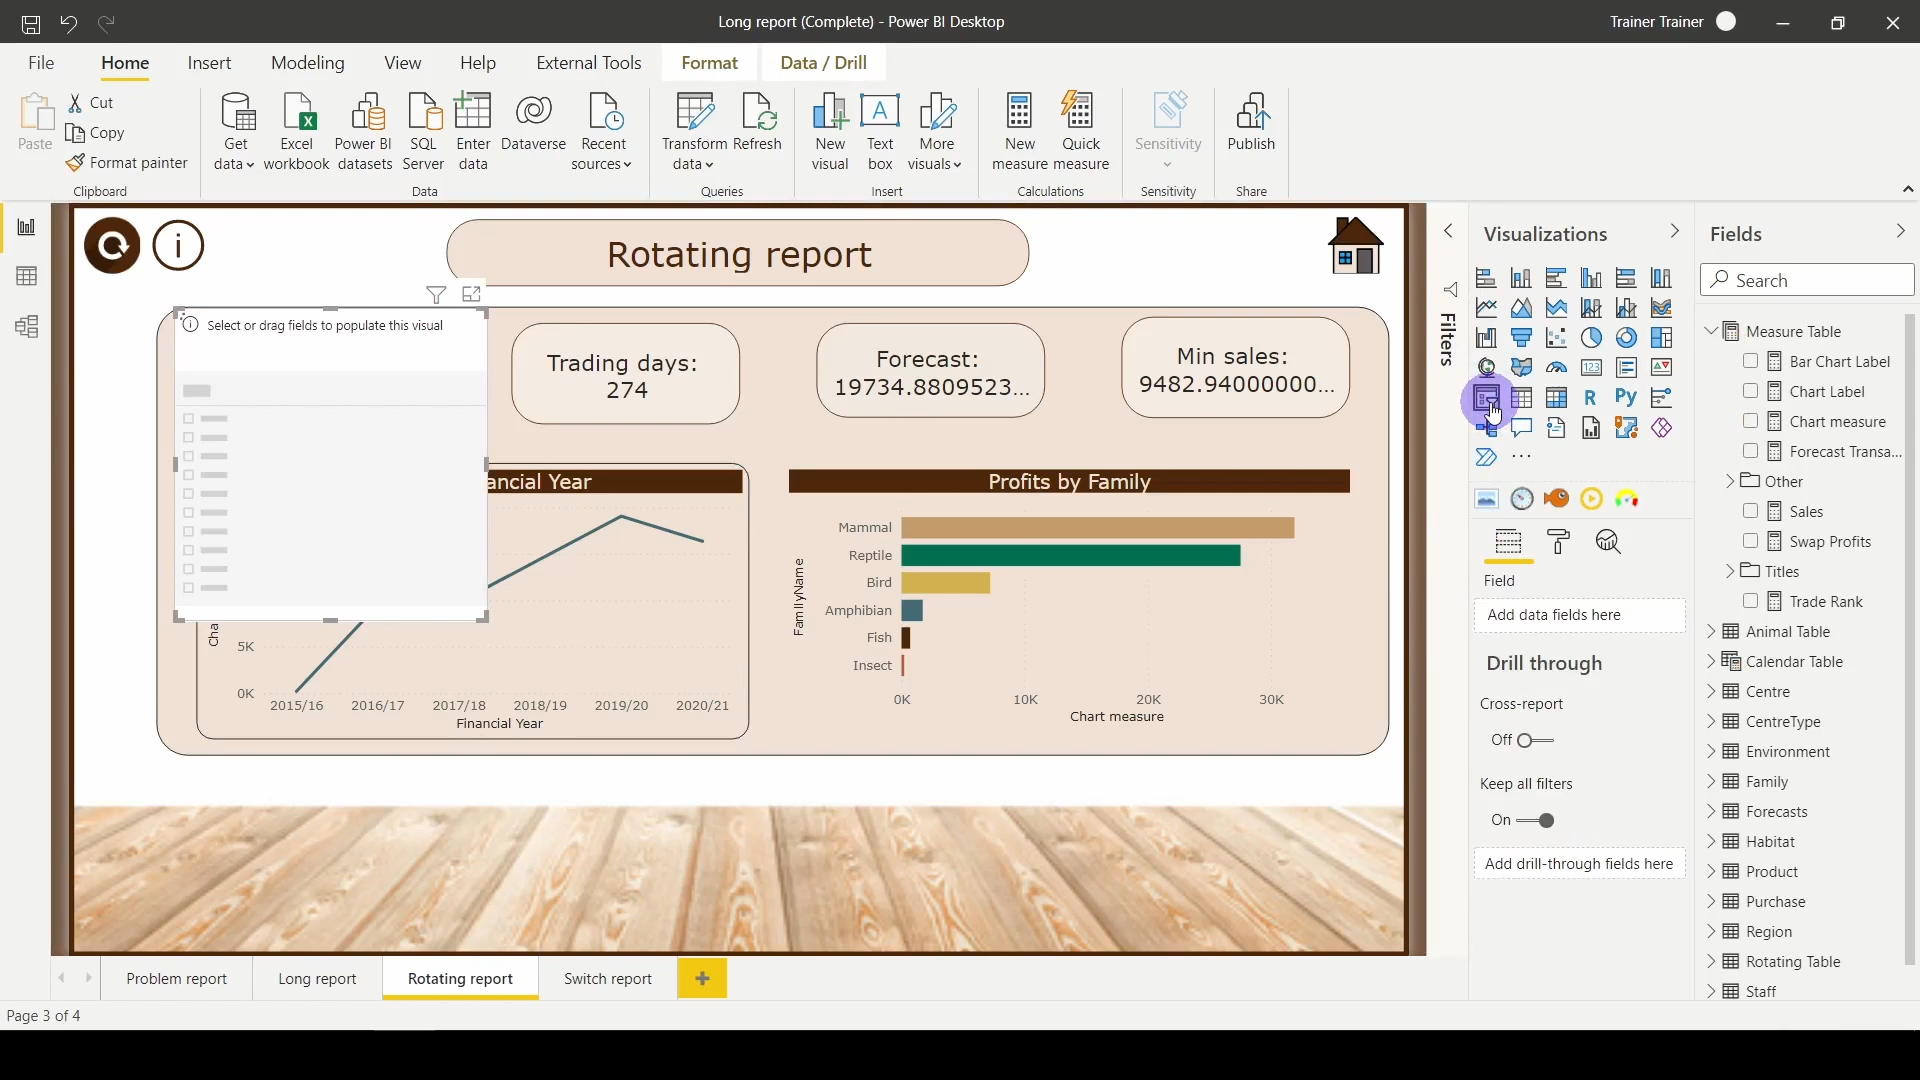 Long report (Complete) - Power BI Desktop
Trainer Trainer
File
Home
Insert
Modeling
View
Help
External Tools
Format
Data / Drill
Paste
Cut
Copy
Format painter
Clipboard
Get
data
Excel
workbook
Power BI
datasets
SQL
Server
Enter
data
Dataverse
Recent
sources
Data
Transform
data
Refresh
Queries
New
visual
A
Text
box
More
visuals
Insert
New
measure
Quick
measure
Calculations
Sensitivity
Sensitivity
Publish
Share
i
Rotating report
Select or drag fields to populate this visual
Trading days:
274
Forecast:
19734.8809523...
Min sales:
9482.94000000...
ancial Year
Cha
5K
0K
2015/16
2016/17
2017/18
2018/19
2019/20
2020/21
Financial Year
Profits by Family
FamilyName
Mammal
Reptile
Bird
Amphibian
Fish
Insect
0K
10K
20K
30K
Chart measure
Filters
Visualizations
123
R
Py
Field
Add data fields here
Drill through
Cross-report
Off
Keep all filters
On
Add drill-through fields here
Fields
Search
Measure Table
Bar Chart Label
Chart Label
Chart measure
Forecast Transa...
Other
Sales
Swap Profits
Titles
Trade Rank
Animal Table
Calendar Table
Centre
CentreType
Environment
Family
Forecasts
Habitat
Product
Purchase
Region
Rotating Table
Staff
Problem report
Long report
Rotating report
Switch report
Page 3 of 4